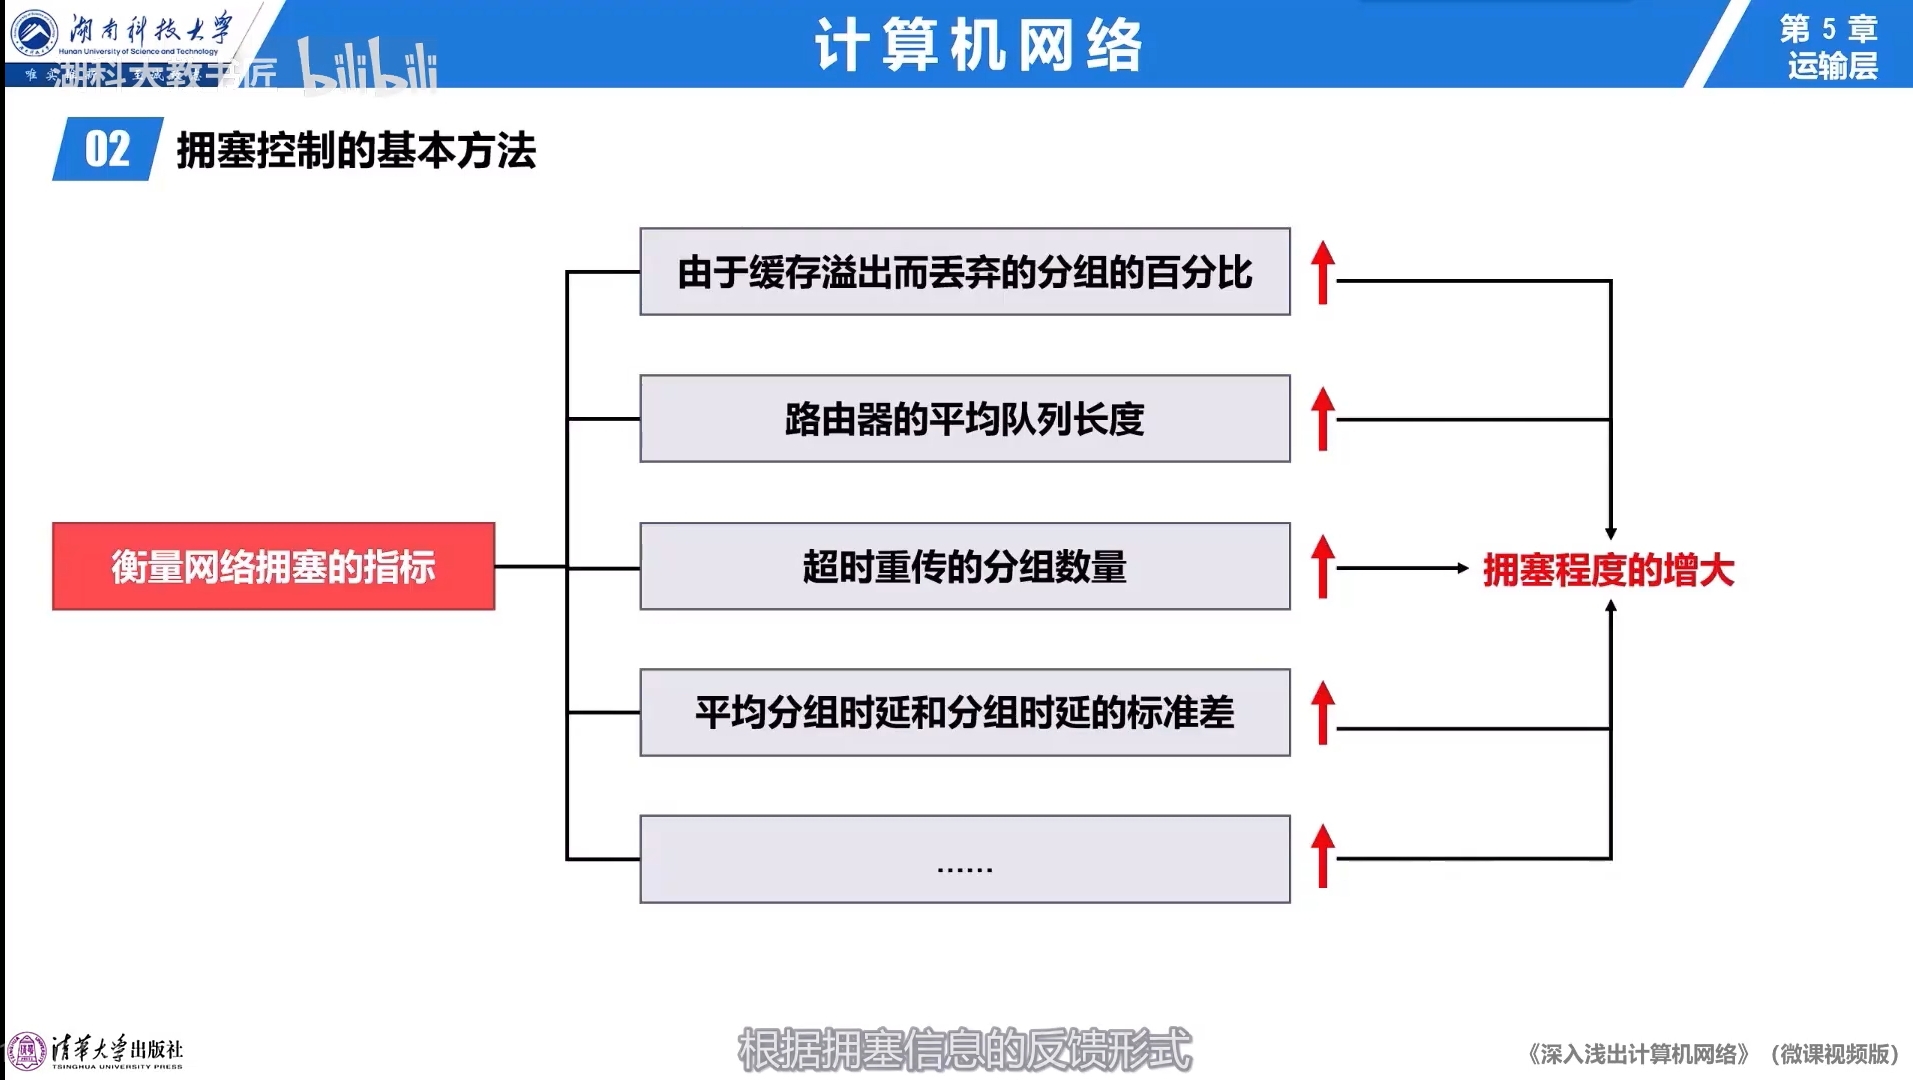 湖南科技大学
Hunan University of Science and Technology
湖科大教书匠 bilibili
计算机网络
第 5 章
运输层
02 拥塞控制的基本方法
由于缓存溢出而丢弃的分组的百分比
路由器的平均队列长度
衡量网络拥塞的指标
超时重传的分组数量
拥塞程度的增大
平均分组时延和分组时延的标准差
......
根据拥塞信息的反馈形式
清华大学出版社
TSINGHUA UNIVERSITY PRESS
《深入浅出计算机网络》（微课视频版）